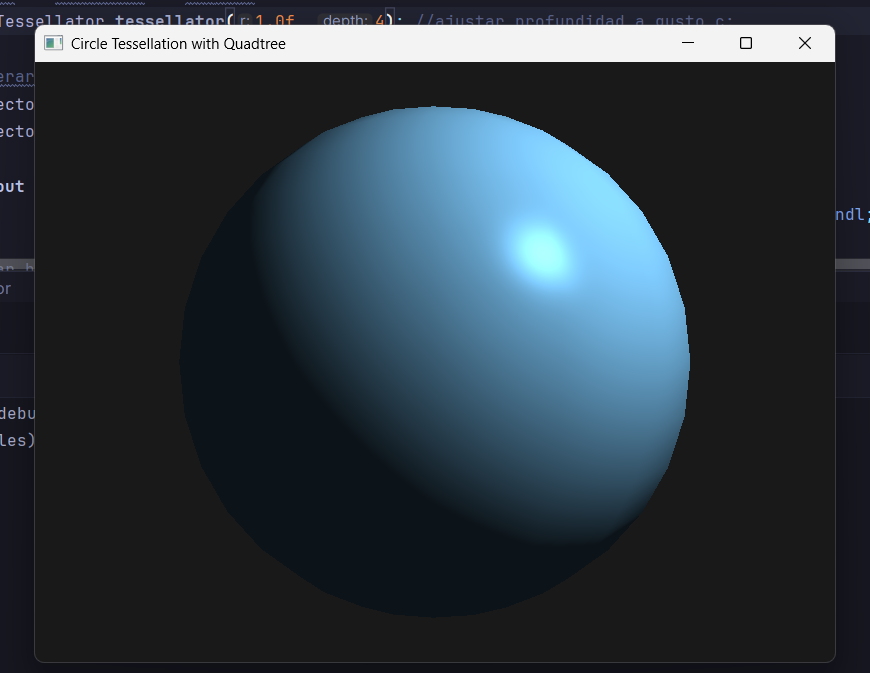 Tessellator tessellator( r: 1.0f, depth: 4); //ajustar profundidad a gusto c:
Circle Tessellation with Quadtree
erar
ecto
ecto
out
ndl;
or
debu
les)